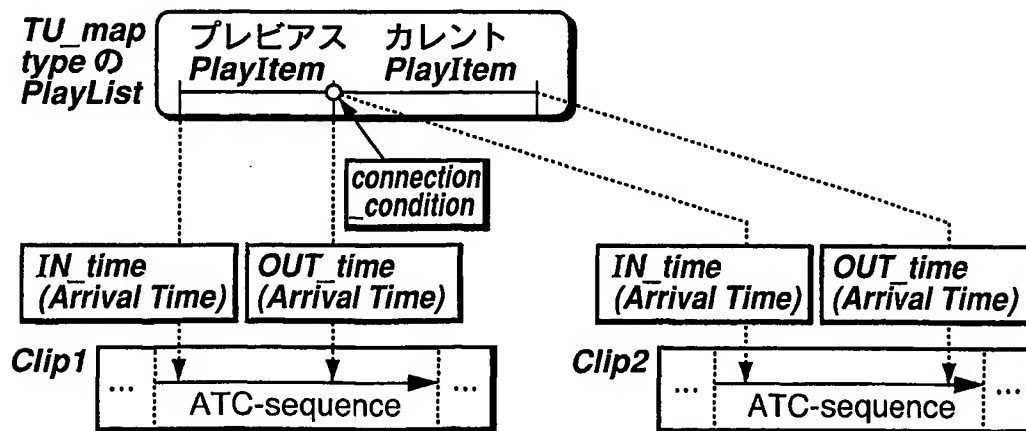 TU_map
type の
PlayList
プレビアス
PlayItem
カレント
PlayItem
connection
_condition
IN_time
(Arrival Time)
OUT_time
(Arrival Time)
IN_time
(Arrival Time)
OUT_time
(Arrival Time)
Clip1
...
ATC-sequence
...
Clip2
...
ATC-sequence
...